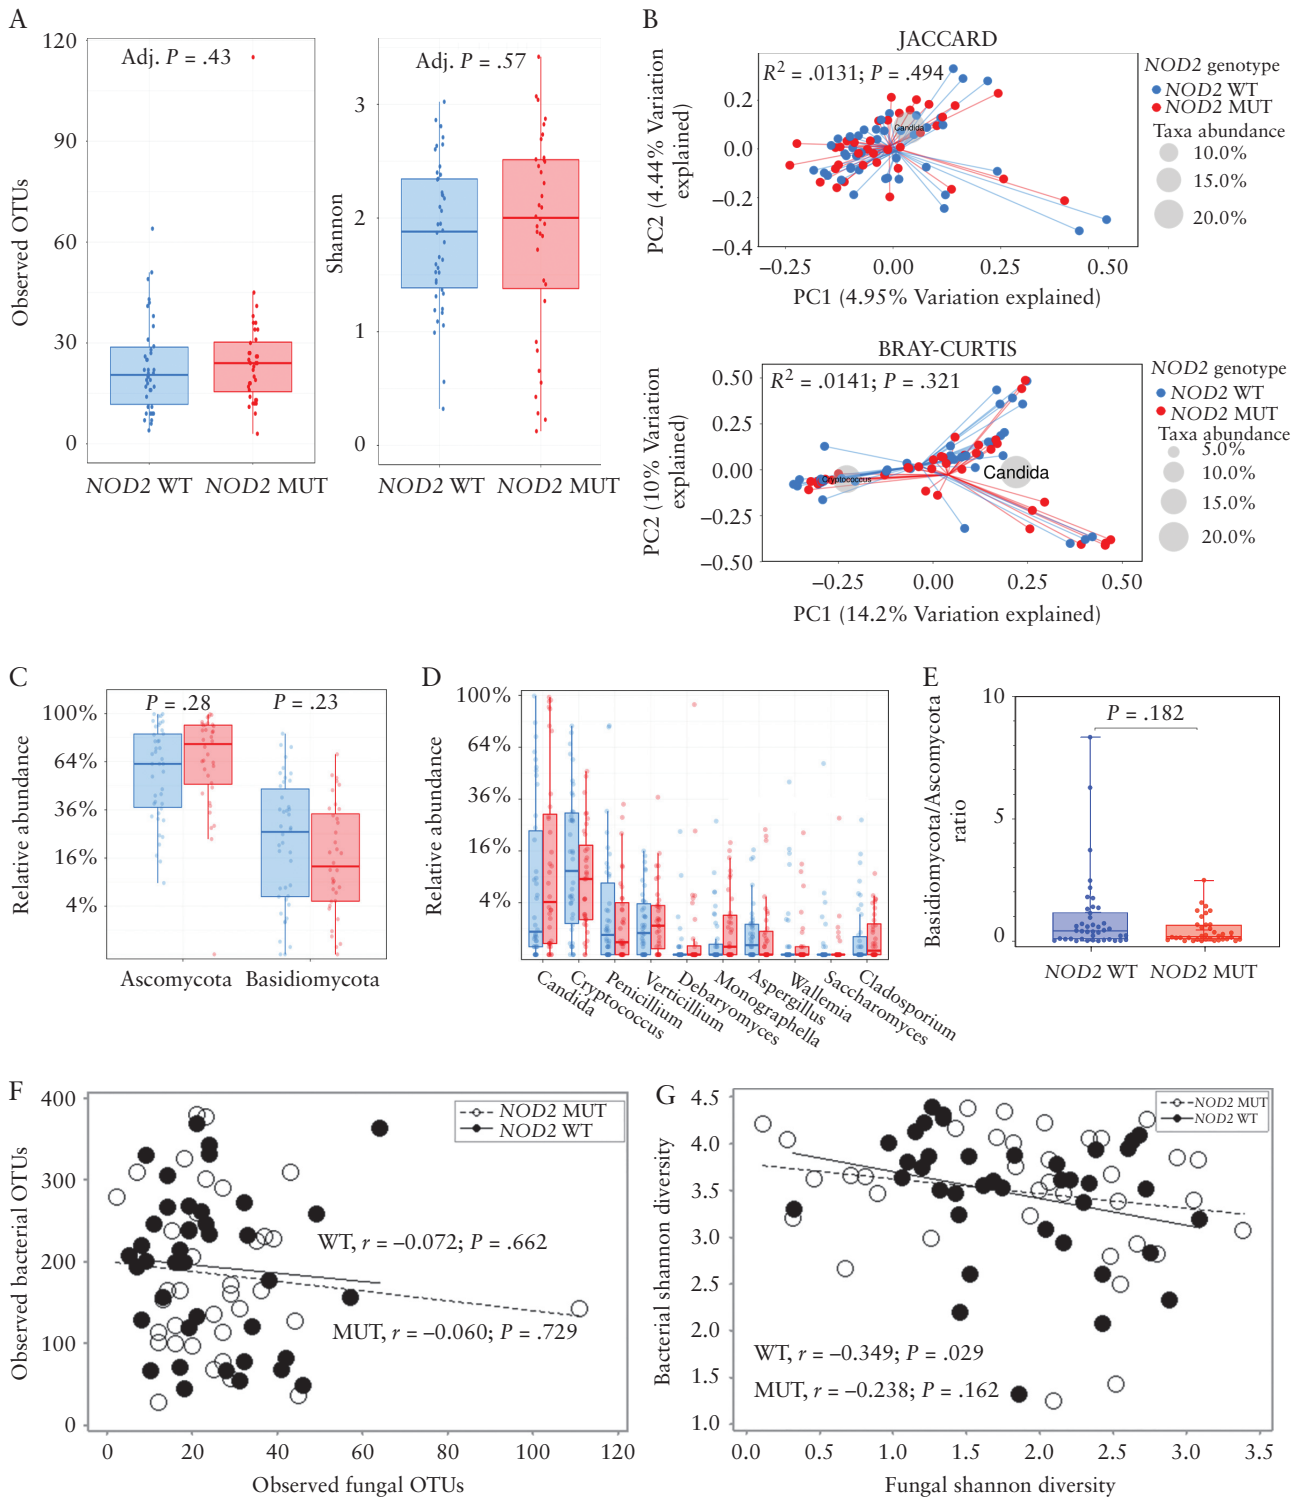 A
Adj. P = .43
Adj. P = .57
Observed OTUs
120
90
60
30
0
Shannon
3
2
1
0
NOD2 WT
NOD2 MUT
NOD2 WT
NOD2 MUT
B
JACCARD
R² = .0131; P = .494
PC2 (4.44% Variation
explained)
0.2
0.0
−0.2
−0.4
Candida
−0.25
0.00
0.25
0.50
PC1 (4.95% Variation explained)
NOD2 genotype
NOD2 WT
NOD2 MUT
Taxa abundance
10.0%
15.0%
20.0%
BRAY-CURTIS
R² = .0141; P = .321
PC2 (10% Variation
explained)
0.50
0.25
0.00
−0.25
−0.50
Cryptococcus
Candida
−0.25
0.00
0.25
0.50
PC1 (14.2% Variation explained)
NOD2 genotype
NOD2 WT
NOD2 MUT
Taxa abundance
5.0%
10.0%
15.0%
20.0%
C
P = .28
P = .23
Relative abundance
100%
64%
36%
16%
4%
Ascomycota
Basidiomycota
D
Relative abundance
100%
64%
36%
16%
4%
Candida
Cryptococcus
Penicillium
Verticillium
Debaryomyces
Monographella
Aspergillus
Wallemia
Saccharomyces
Cladosporium
E
P = .182
Basidiomycota/Ascomycota
ratio
10
5
0
NOD2 WT
NOD2 MUT
F
Observed bacterial OTUs
400
300
200
100
0
NOD2 MUT
NOD2 WT
WT, r = −0.072; P = .662
MUT, r = −0.060; P = .729
0
20
40
60
80
100
120
Observed fungal OTUs
G
Bacterial shannon diversity
4.5
4.0
3.5
3.0
2.5
2.0
1.5
1.0
NOD2 MUT
NOD2 WT
WT, r = −0.349; P = .029
MUT, r = −0.238; P = .162
0.0
0.5
1.0
1.5
2.0
2.5
3.0
3.5
Fungal shannon diversity